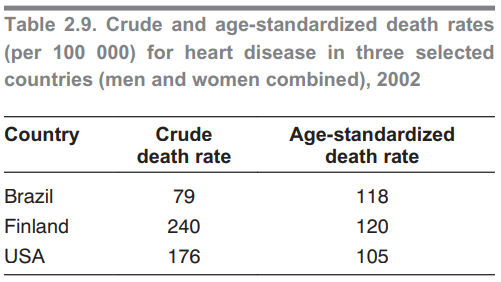 Table 2.9. Crude and age-standardized death rates
(per 100 000) for heart disease in three selected
countries (men and women combined), 2002
Country Crude death rate Age-standardized death rate
Brazil 79 118
Finland 240 120
USA 176 105